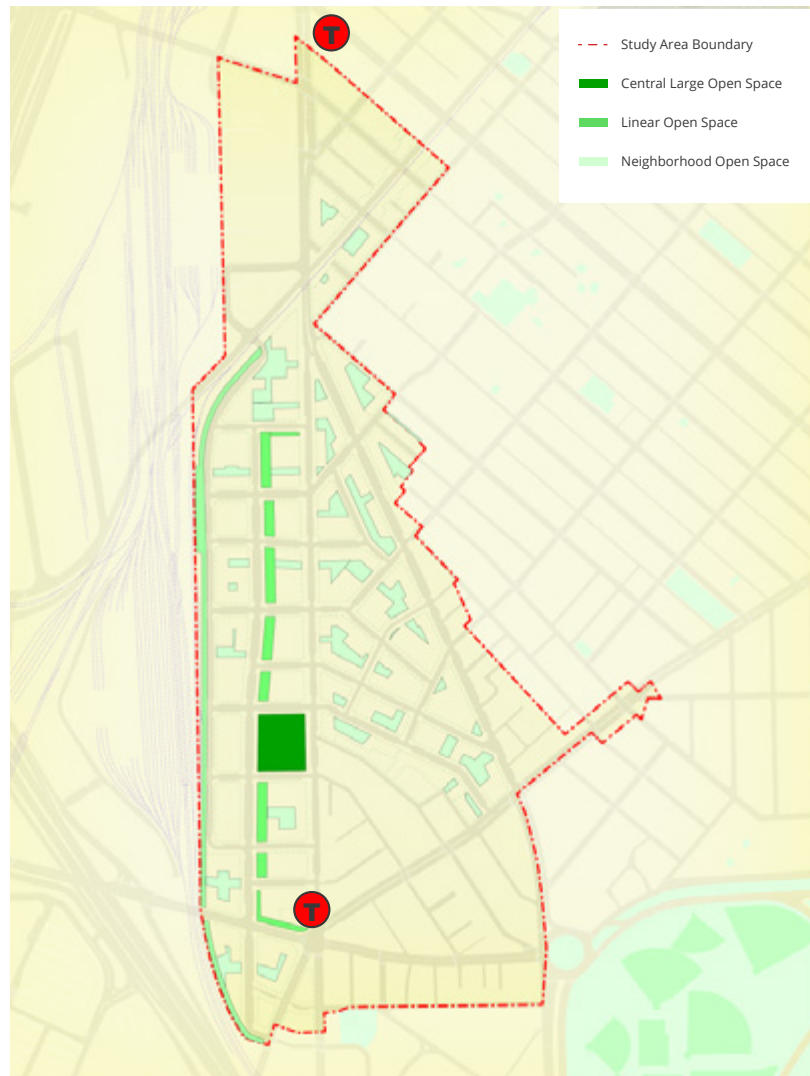 T
Study Area Boundary
Central Large Open Space
Linear Open Space
Neighborhood Open Space
T